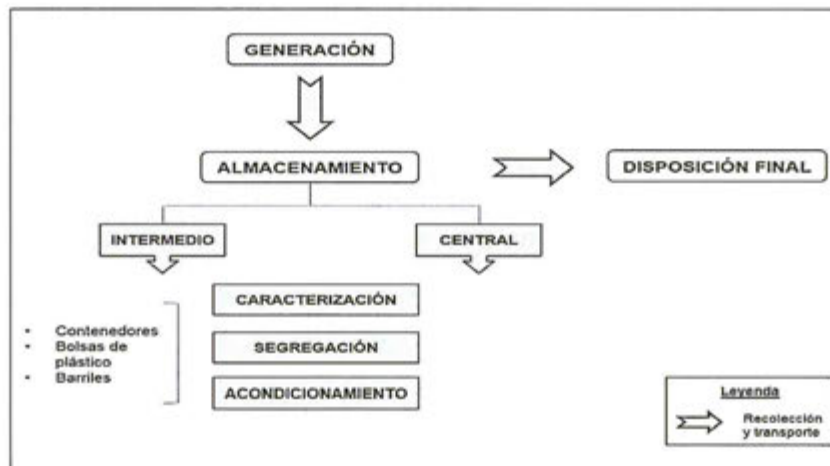 GENERACIÓN
ALMACENAMIENTO
DISPOSICIÓN FINAL
INTERMEDIO
CENTRAL
CARACTERIZACIÓN
• Contenedores
• Bolsas de
plástico
• Barriles
SEGREGACIÓN
ACONDICIONAMIENTO
Leyenda
Recolección
y transporte